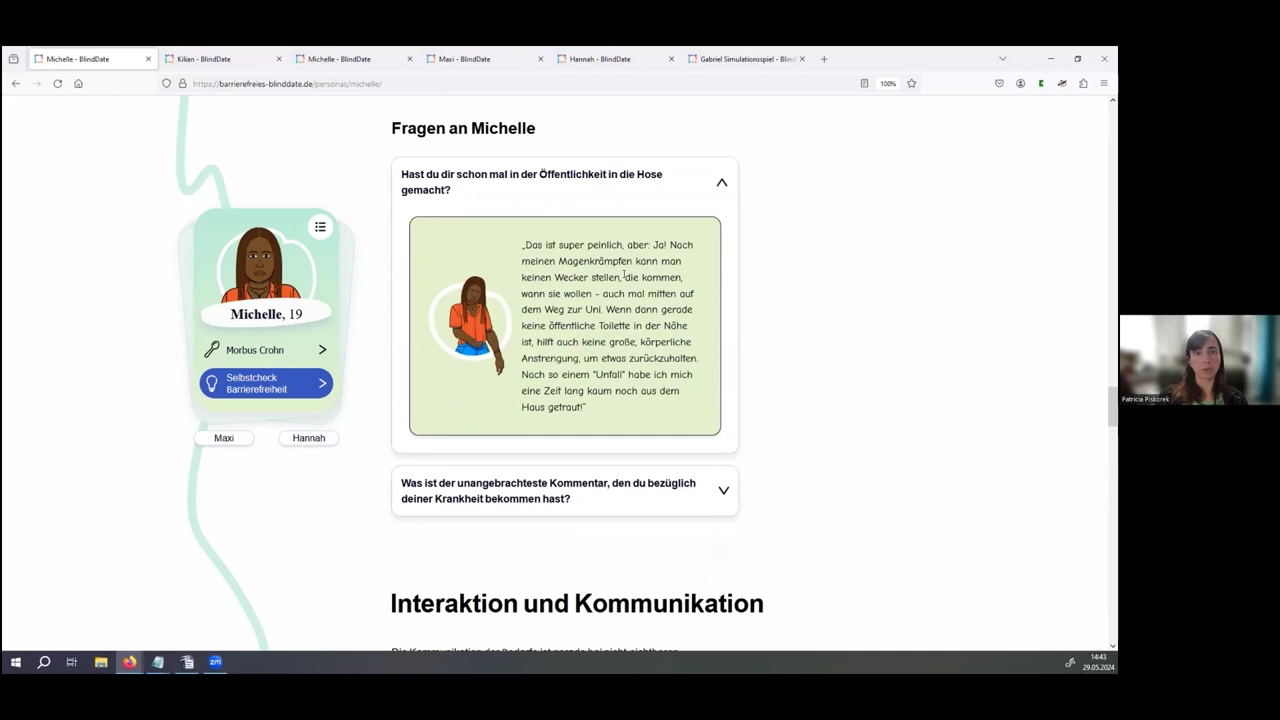 Michelle - BlindDate
Kilian - BlindDate
Michelle - BlindDate
Maxi - BlindDate
Hannah - BlindDate
Gabriel Simulationsspiel - Blind
https://barrierefreies-blinddate.de/personas/michelle/
100%
Fragen an Michelle
Hast du dir schon mal in der Öffentlichkeit in die Hose
gemacht?
„Das ist super peinlich, aber: Ja! Nach
meinen Magenkrämpfen kann man
keinen Wecker stellen, die kommen,
wann sie wollen - auch mal mitten auf
dem Weg zur Uni. Wenn dann gerade
keine öffentliche Toilette in der Nähe
ist, hilft auch keine große, körperliche
Anstrengung, um etwas zurückzuhalten.
Nach so einem "Unfall" habe ich mich
eine Zeit lang kaum noch aus dem
Haus getraut!"
Michelle, 19
Morbus Crohn
Selbstcheck
Barrierefreiheit
Maxi
Hannah
Was ist der unangebrachteste Kommentar, den du bezüglich
deiner Krankheit bekommen hast?
Interaktion und Kommunikation
Patricia Piskorek
zm
14:43
29.05.2024